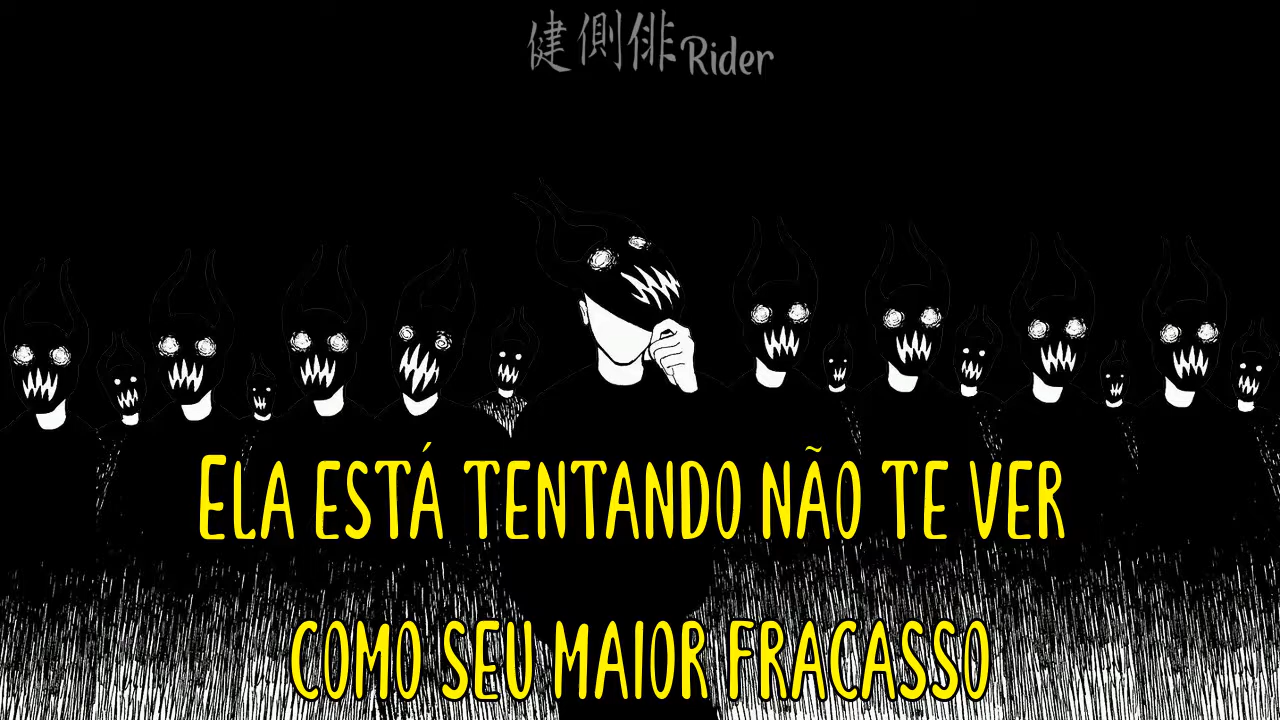 健側俳Rider
Ela está tentando não te ver
como seu maior fracasso